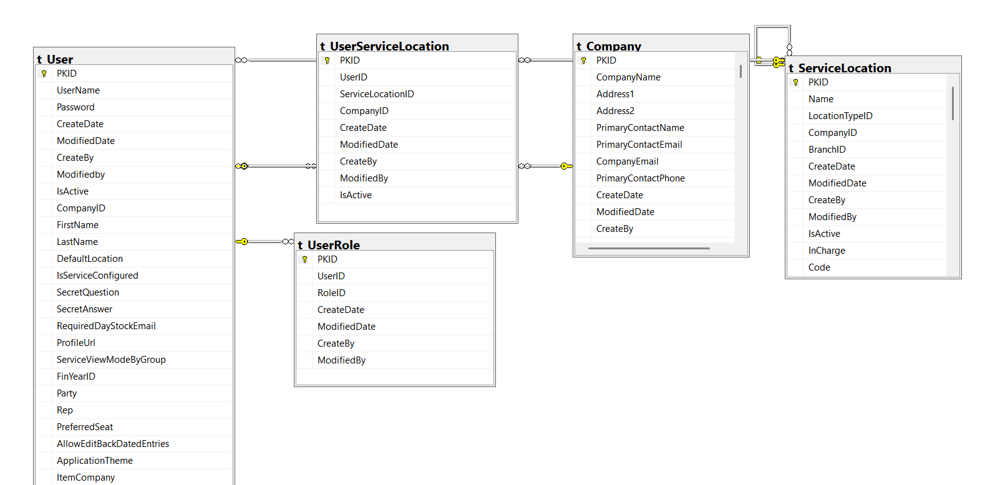 t_User
PKID
UserName
Password
CreateDate
ModifiedDate
CreateBy
Modifiedby
IsActive
CompanyID
FirstName
LastName
DefaultLocation
IsServiceConfigured
SecretQuestion
SecretAnswer
RequiredDayStockEmail
ProfileUrl
ServiceViewModeByGroup
FinYearID
Party
Rep
PreferredSeat
AllowEditBackDatedEntries
ApplicationTheme
ItemCompany
t_UserServiceLocation
PKID
UserID
ServiceLocationID
CompanyID
CreateDate
ModifiedDate
CreateBy
ModifiedBy
IsActive
t_UserRole
PKID
UserID
RoleID
CreateDate
ModifiedDate
CreateBy
ModifiedBy
t_Company
PKID
CompanyName
Address1
Address2
PrimaryContactName
PrimaryContactEmail
CompanyEmail
PrimaryContactPhone
CreateDate
ModifiedDate
CreateBy
t_ServiceLocation
PKID
Name
LocationTypeID
CompanyID
BranchID
CreateDate
ModifiedDate
CreateBy
ModifiedBy
IsActive
InCharge
Code